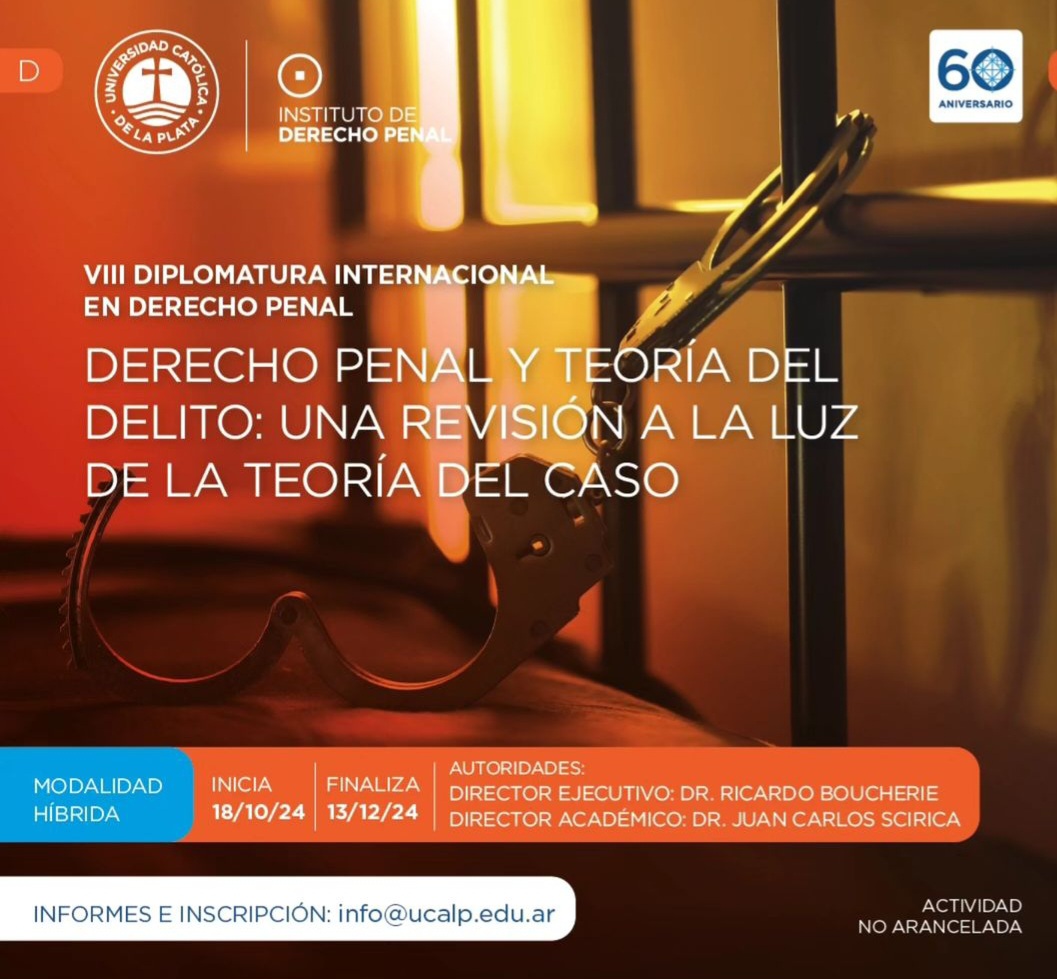 D
UNIVERSIDAD CATÓLICA
· DE LA PLATA ·
INSTITUTO DE
DERECHO PENAL
60
ANIVERSARIO
VIII DIPLOMATURA INTERNACIONAL
EN DERECHO PENAL
DERECHO PENAL Y TEORÍA DEL
DELITO: UNA REVISIÓN A LA LUZ
DE LA TEORÍA DEL CASO
MODALIDAD
HÍBRIDA
INICIA
18/10/24
FINALIZA
13/12/24
AUTORIDADES:
DIRECTOR EJECUTIVO: DR. RICARDO BOUCHERIE
DIRECTOR ACADÉMICO: DR. JUAN CARLOS SCIRICA
INFORMES E INSCRIPCIÓN: info@ucalp.edu.ar
ACTIVIDAD
NO ARANCELADA